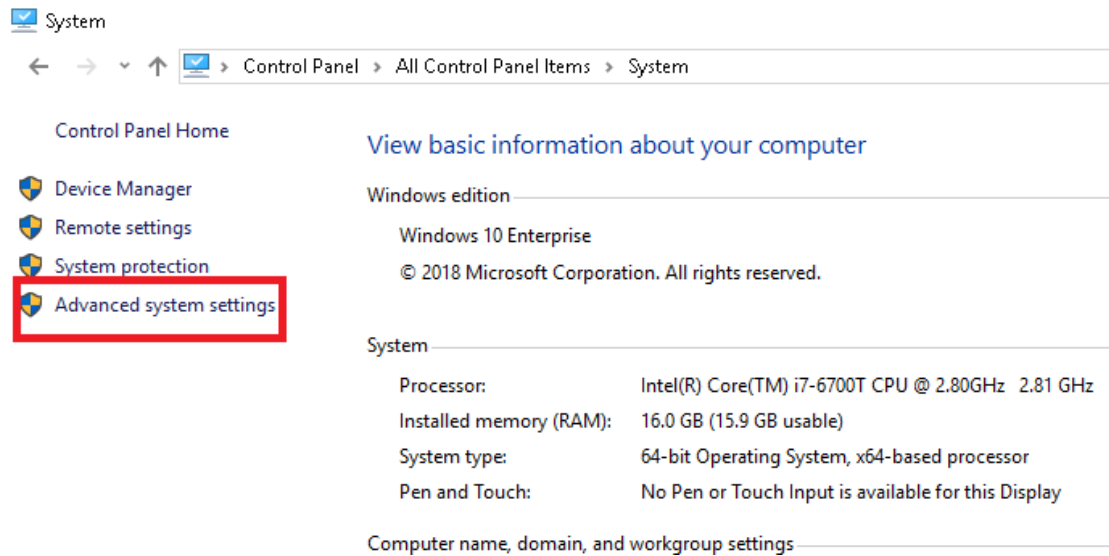 System
Control Panel > All Control Panel Items > System
Control Panel Home
Device Manager
Remote settings
System protection
Advanced system settings
View basic information about your computer
Windows edition
Windows 10 Enterprise
© 2018 Microsoft Corporation. All rights reserved.
System
Processor: Intel(R) Core(TM) i7-6700T CPU @ 2.80GHz 2.81 GHz
Installed memory (RAM): 16.0 GB (15.9 GB usable)
System type: 64-bit Operating System, x64-based processor
Pen and Touch: No Pen or Touch Input is available for this Display
Computer name, domain, and workgroup settings